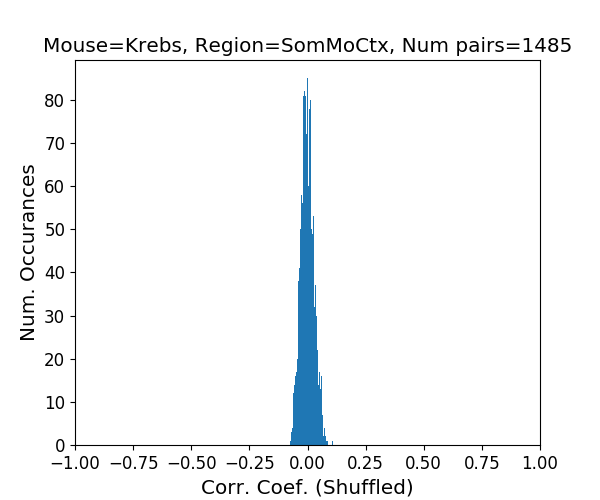 Mouse=Krebs, Region=SomMoCtx, Num pairs=1485
Num. Occurances
80
70
60
50
40
30
20
10
0
−1.00 −0.75 −0.50 −0.25 0.00 0.25 0.50 0.75 1.00
Corr. Coef. (Shuffled)